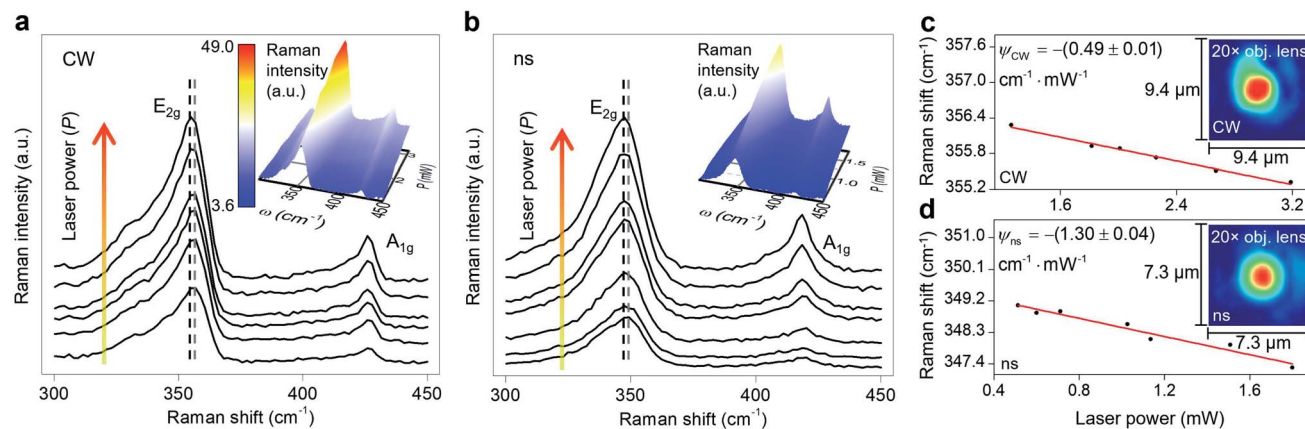 a
CW
E2g
A1g
Laser power (P)
49.0
3.6
Raman
intensity
(a.u.)
350
400
450
ω (cm⁻¹)
2
3
P (mW)
Raman intensity (a.u.)
300
350
400
450
Raman shift (cm⁻¹)
b
ns
E2g
A1g
Laser power (P)
Raman
intensity
(a.u.)
350
400
450
ω (cm⁻¹)
1.0
1.5
P (mW)
Raman intensity (a.u.)
300
350
400
450
Raman shift (cm⁻¹)
c
357.6
357.0
356.4
355.8
355.2
Raman shift (cm⁻¹)
ψCW = −(0.49 ± 0.01)
cm⁻¹ · mW⁻¹
20× obj. lens
9.4 µm
CW
9.4 µm
CW
1.6
2.4
3.2
d
351.0
350.1
349.2
348.3
347.4
Raman shift (cm⁻¹)
ψns = −(1.30 ± 0.04)
cm⁻¹ · mW⁻¹
20× obj. lens
7.3 µm
ns
7.3 µm
ns
0.4
0.8
1.2
1.6
Laser power (mW)